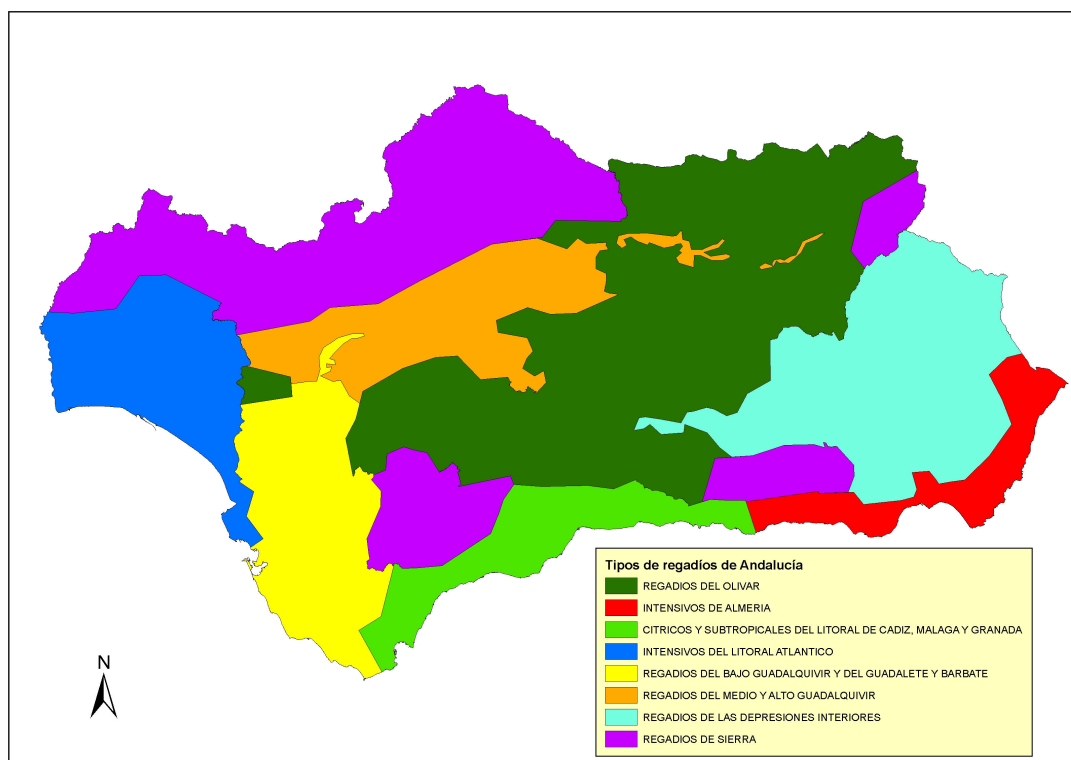 N
Tipos de regadíos de Andalucía
REGADIOS DEL OLIVAR
INTENSIVOS DE ALMERIA
CITRICOS Y SUBTROPICALES DEL LITORAL DE CADIZ, MALAGA Y GRANADA
INTENSIVOS DEL LITORAL ATLANTICO
REGADIOS DEL BAJO GUADALQUIVIR Y DEL GUADALETE Y BARBATE
REGADIOS DEL MEDIO Y ALTO GUADALQUIVIR
REGADIOS DE LAS DEPRESIONES INTERIORES
REGADIOS DE SIERRA